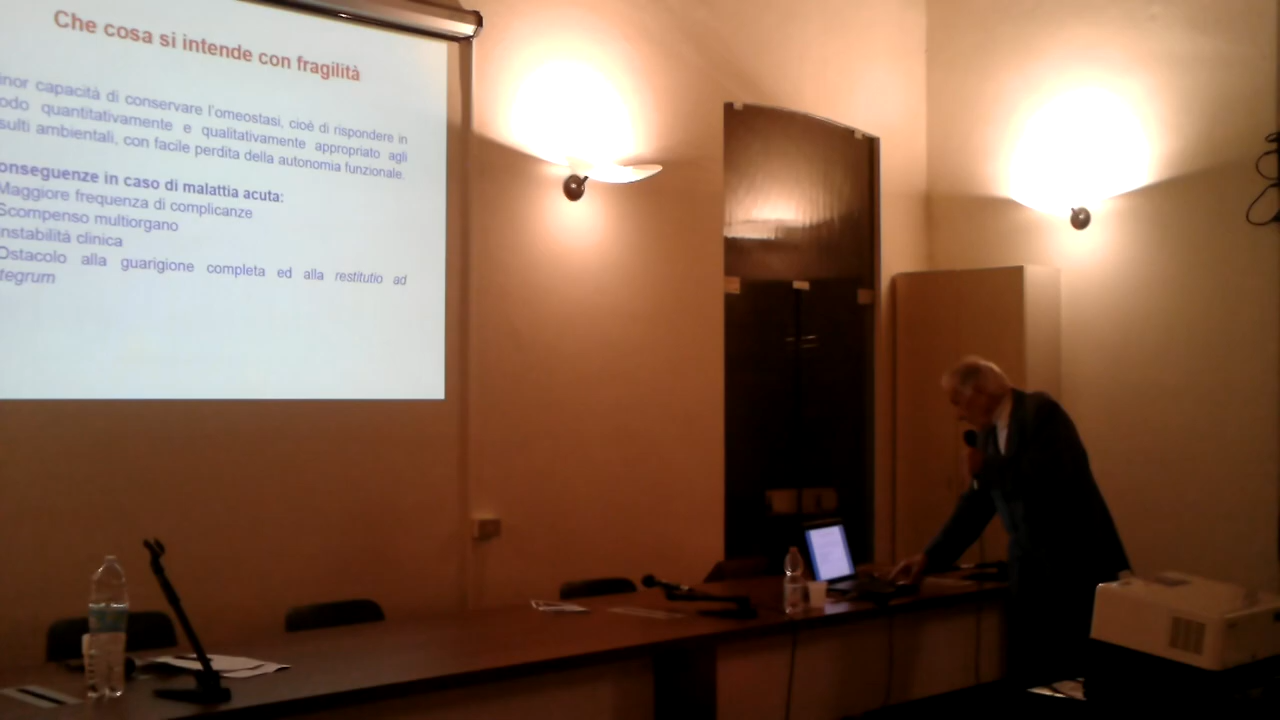 Che cosa si intende con fragilità
inor capacità di conservare l'omeostasi, cioè di rispondere in
odo quantitativamente e qualitativamente appropriato agli
sulti ambientali, con facile perdita della autonomia funzionale.
onseguenze in caso di malattia acuta:
Maggiore frequenza di complicanze
Scompenso multiorgano
nstabilità clinica
Ostacolo alla guarigione completa ed alla restitutio ad
tegrum